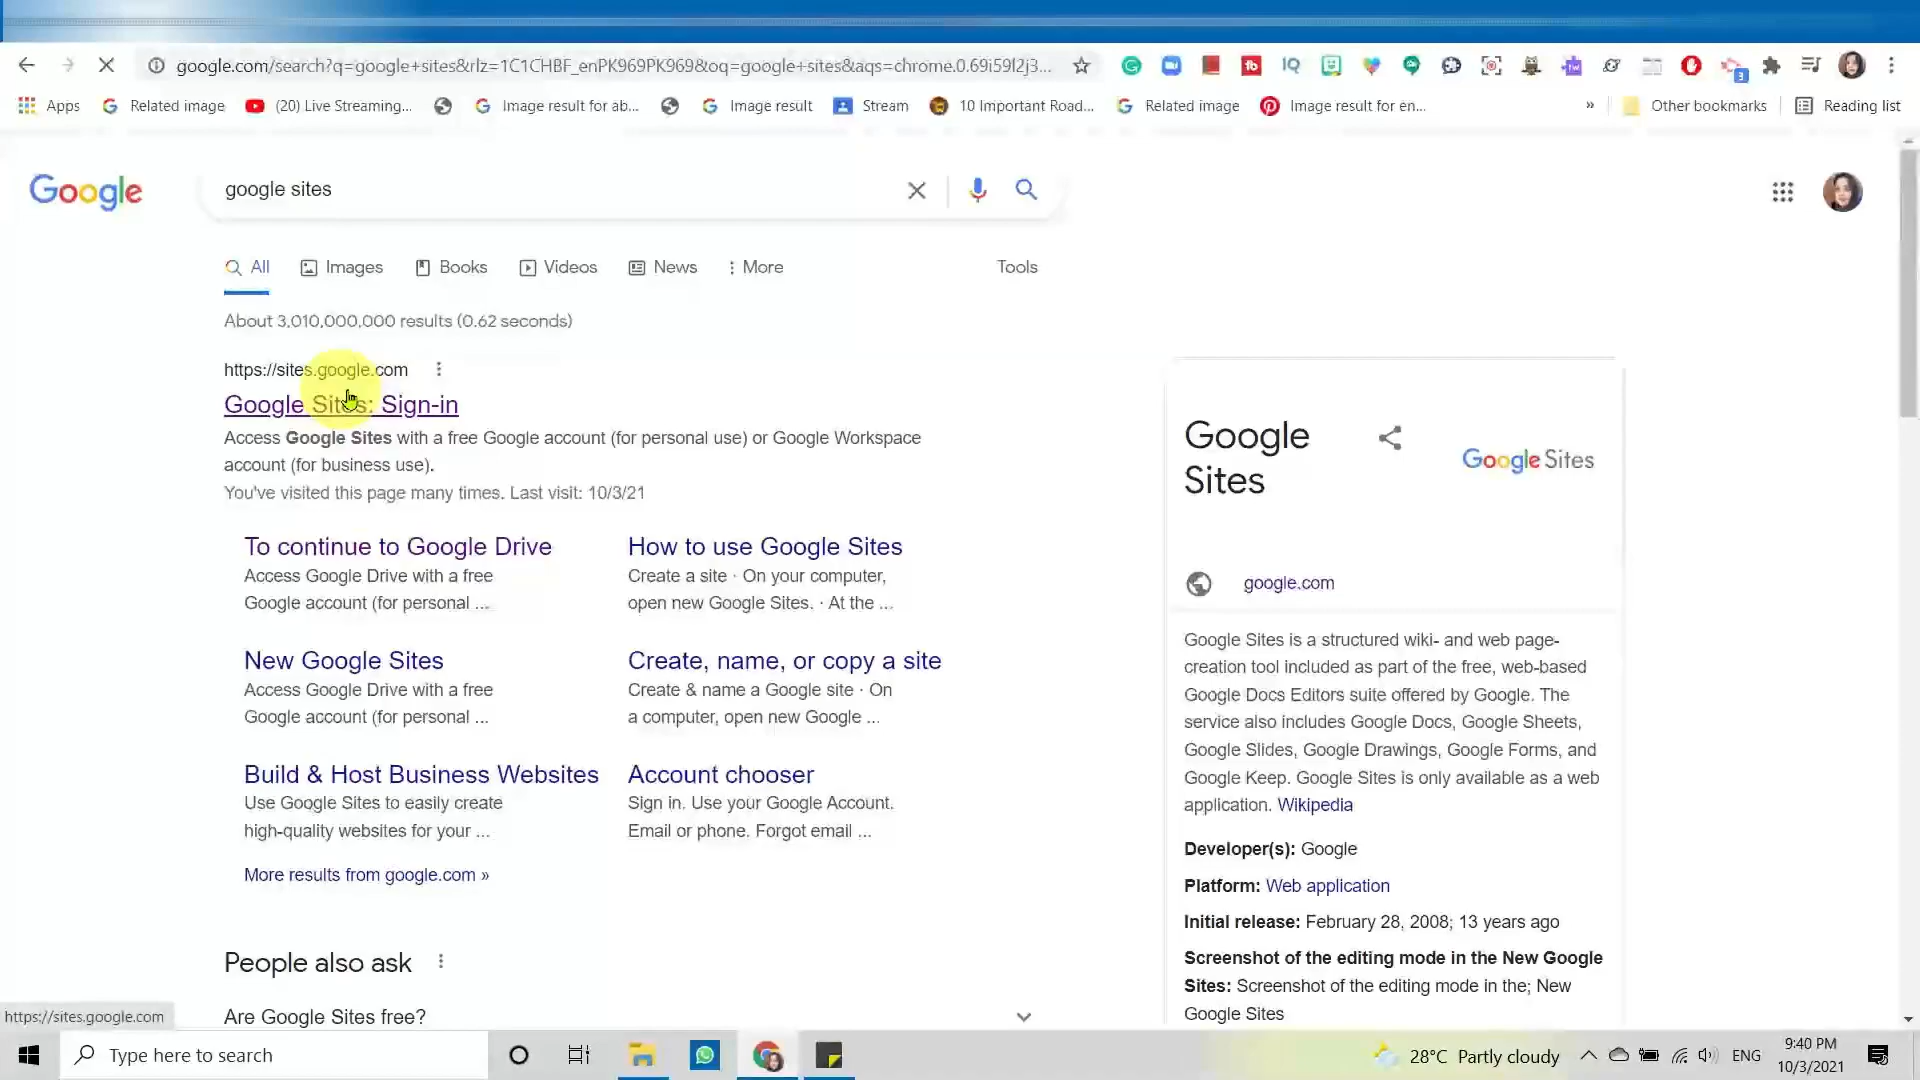 google.com/search?q=google+sites&rlz=1C1CHBF_enPK969PK969&oq=google+sites&aqs=chrome.0.69i59l2j3...
3
Apps Related image (20) Live Streaming... Image result for ab... Image result Stream 10 Important Road... Related image Image result for en... » Other bookmarks Reading list
Google google sites
All Images Books Videos News More Tools
About 3,010,000,000 results (0.62 seconds)
https://sites.google.com
Google Sites: Sign-in
Access Google Sites with a free Google account (for personal use) or Google Workspace
account (for business use).
You've visited this page many times. Last visit: 10/3/21
To continue to Google Drive
Access Google Drive with a free
Google account (for personal ...
How to use Google Sites
Create a site · On your computer,
open new Google Sites. · At the ...
New Google Sites
Access Google Drive with a free
Google account (for personal ...
Create, name, or copy a site
Create & name a Google site · On
a computer, open new Google ...
Build & Host Business Websites
Use Google Sites to easily create
high-quality websites for your ...
Account chooser
Sign in. Use your Google Account.
Email or phone. Forgot email ...
More results from google.com »
People also ask
Are Google Sites free?
Google
Sites
Google Sites
google.com
Google Sites is a structured wiki- and web page-
creation tool included as part of the free, web-based
Google Docs Editors suite offered by Google. The
service also includes Google Docs, Google Sheets,
Google Slides, Google Drawings, Google Forms, and
Google Keep. Google Sites is only available as a web
application. Wikipedia
Developer(s): Google
Platform: Web application
Initial release: February 28, 2008; 13 years ago
Screenshot of the editing mode in the New Google
Sites: Screenshot of the editing mode in the; New
Google Sites
https://sites.google.com
Type here to search
28°C Partly cloudy
ENG
9:40 PM
10/3/2021